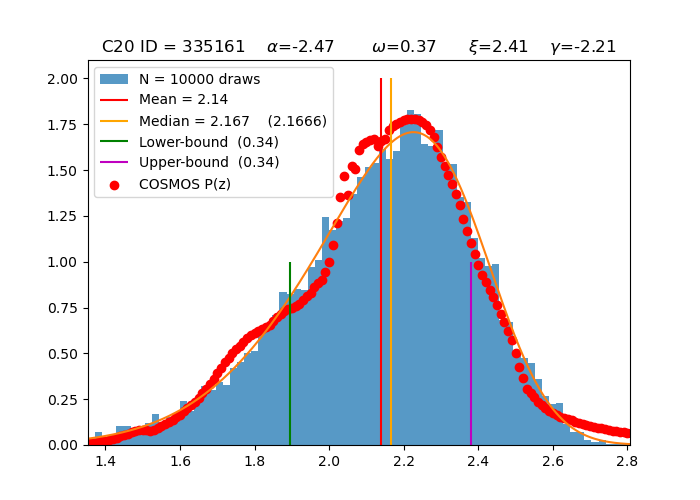 C20 ID = 335161 α=-2.47 ω=0.37 ξ=2.41 γ=-2.21
N = 10000 draws
Mean = 2.14
Median = 2.167 (2.1666)
Lower-bound (0.34)
Upper-bound (0.34)
COSMOS P(z)
2.00
1.75
1.50
1.25
1.00
0.75
0.50
0.25
0.00
1.4 1.6 1.8 2.0 2.2 2.4 2.6 2.8